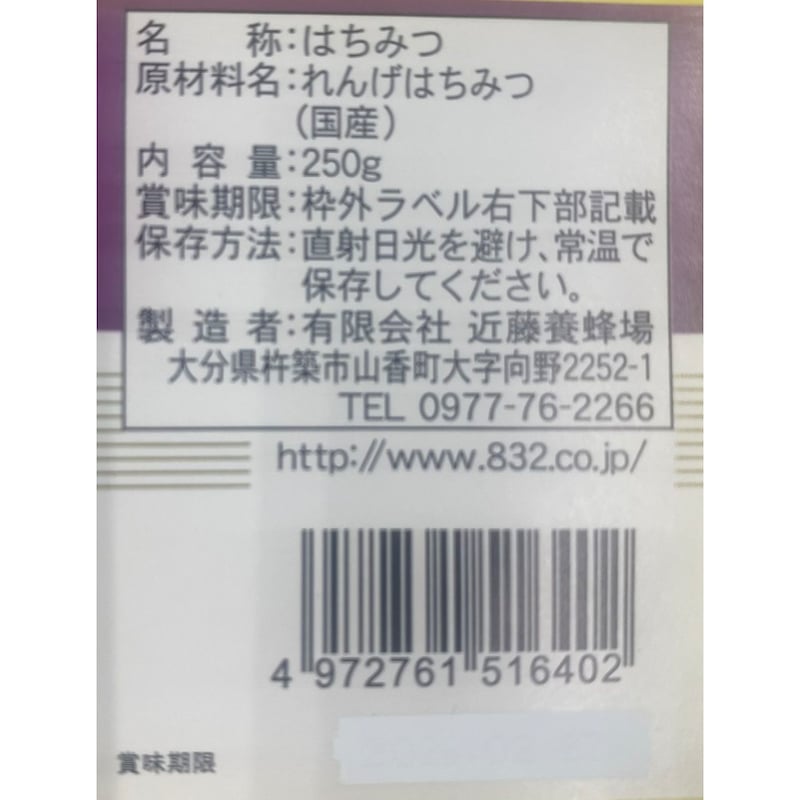 名　　称：はちみつ
原材料名：れんげはちみつ
（国産）
内 容 量：250g
賞味期限：枠外ラベル右下部記載
保存方法：直射日光を避け、常温で
保存してください。
製 造 者：有限会社 近藤養蜂場
大分県杵築市山香町大字向野2252-1
TEL 0977-76-2266
http://www.832.co.jp/
4 972761 516402
賞味期限